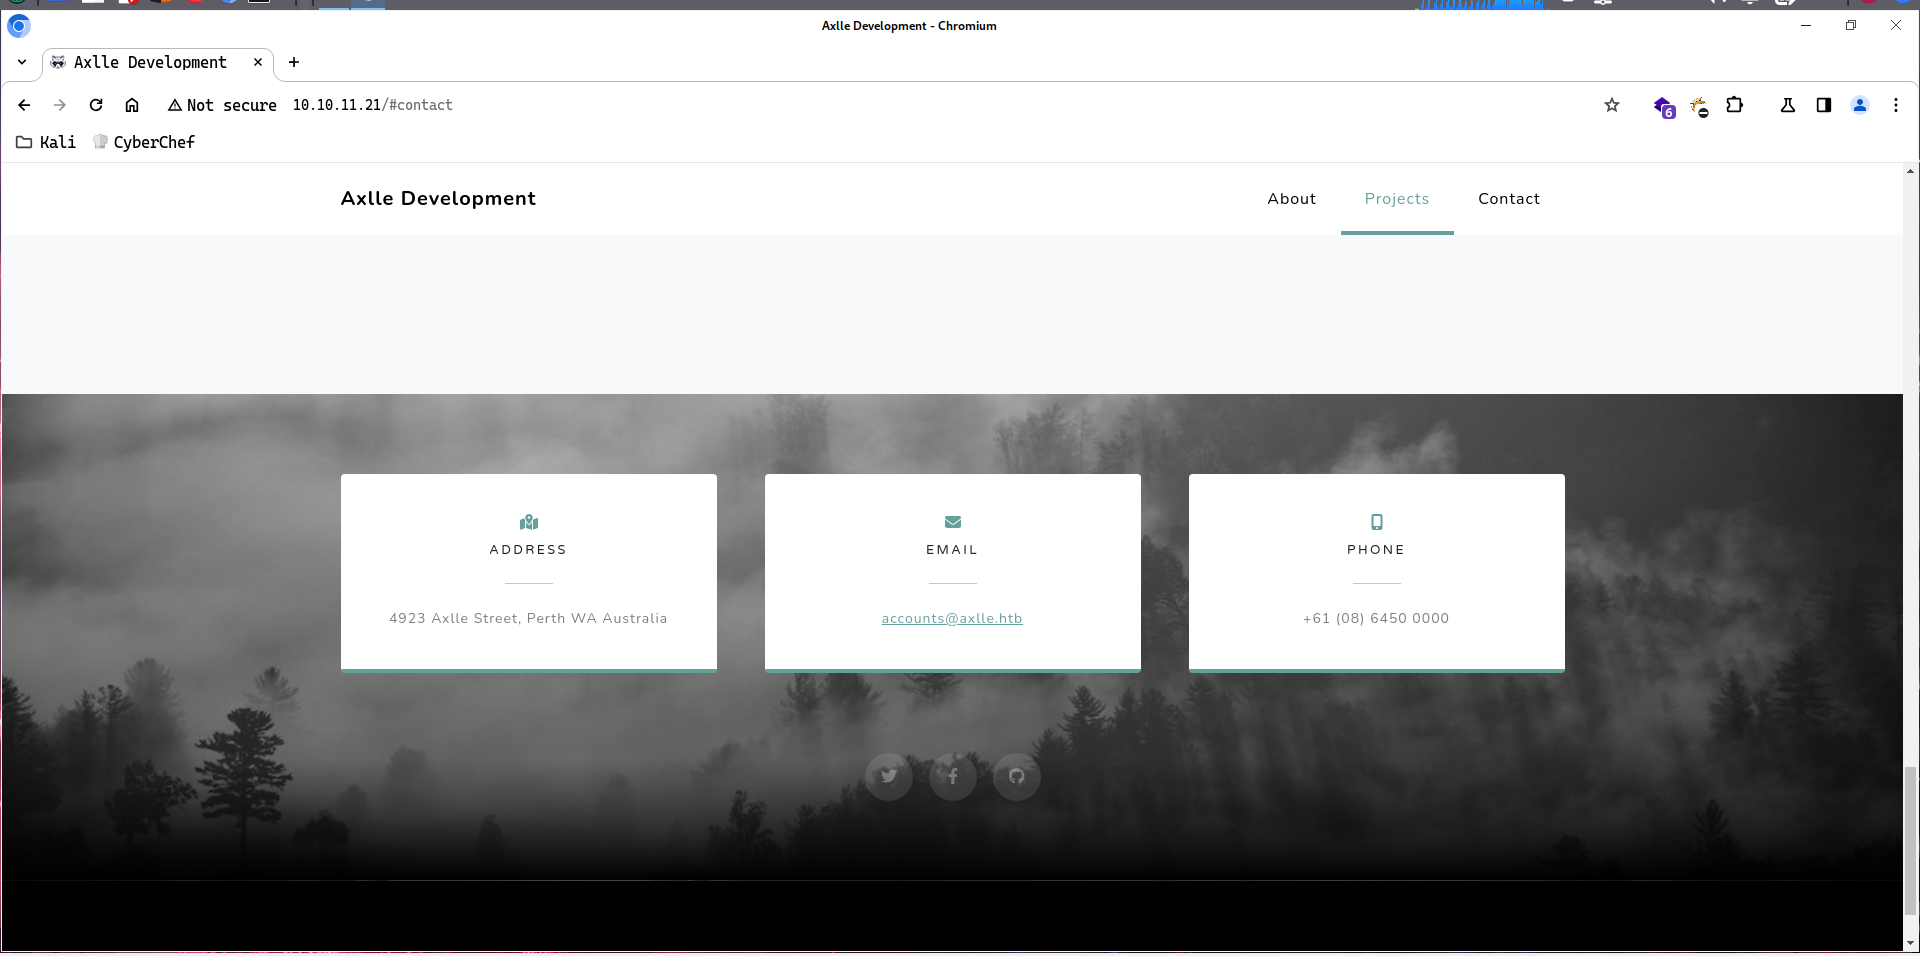 Axlle Development - Chromium
Axlle Development
Not secure 10.10.11.21/#contact
6
Kali CyberChef
Axlle Development About Projects Contact
ADDRESS
4923 Axlle Street, Perth WA Australia
EMAIL
accounts@axlle.htb
PHONE
+61 (08) 6450 0000